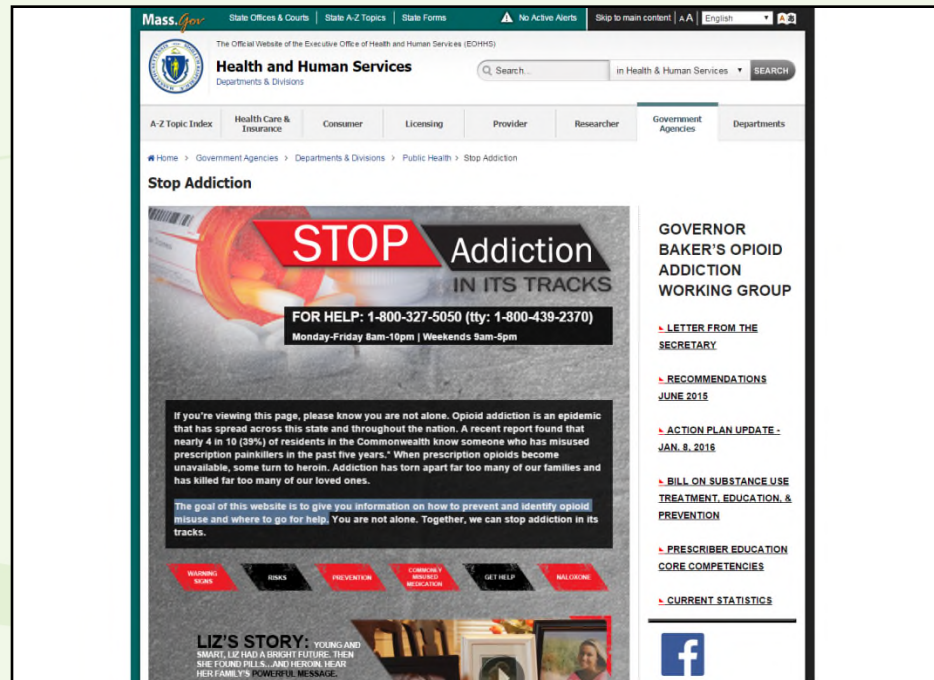 Mass.Gov State Offices & Courts State A-Z Topics State Forms No Active Alerts Skip to main content AA English
The Official Website of the Executive Office of Health and Human Services (EOHHS)
Health and Human Services
Departments & Divisions
Search... in Health & Human Services SEARCH
A-Z Topic Index Health Care & Insurance Consumer Licensing Provider Researcher Government Agencies Departments
Home > Government Agencies > Departments & Divisions > Public Health > Stop Addiction
Stop Addiction
STOP Addiction
IN ITS TRACKS
FOR HELP: 1-800-327-5050 (tty: 1-800-439-2370)
Monday-Friday 8am-10pm | Weekends 9am-5pm
If you're viewing this page, please know you are not alone. Opioid addiction is an epidemic
that has spread across this state and throughout the nation. A recent report found that
nearly 4 in 10 (39%) of residents in the Commonwealth know someone who has misused
prescription painkillers in the past five years.* When prescription opioids become
unavailable, some turn to heroin. Addiction has torn apart far too many of our families and
has killed far too many of our loved ones.
The goal of this website is to give you information on how to prevent and identify opioid
misuse and where to go for help. You are not alone. Together, we can stop addiction in its
tracks.
WARNING SIGNS RISKS PREVENTION COMMONLY MISUSED MEDICATION GET HELP NALOXONE
LIZ'S STORY: YOUNG AND
SMART, LIZ HAD A BRIGHT FUTURE. THEN
SHE FOUND PILLS...AND HEROIN. HEAR
HER FAMILY'S POWERFUL MESSAGE.
GOVERNOR
BAKER'S OPIOID
ADDICTION
WORKING GROUP
LETTER FROM THE
SECRETARY
RECOMMENDATIONS
JUNE 2015
ACTION PLAN UPDATE -
JAN. 8, 2016
BILL ON SUBSTANCE USE
TREATMENT, EDUCATION, &
PREVENTION
PRESCRIBER EDUCATION
CORE COMPETENCIES
CURRENT STATISTICS